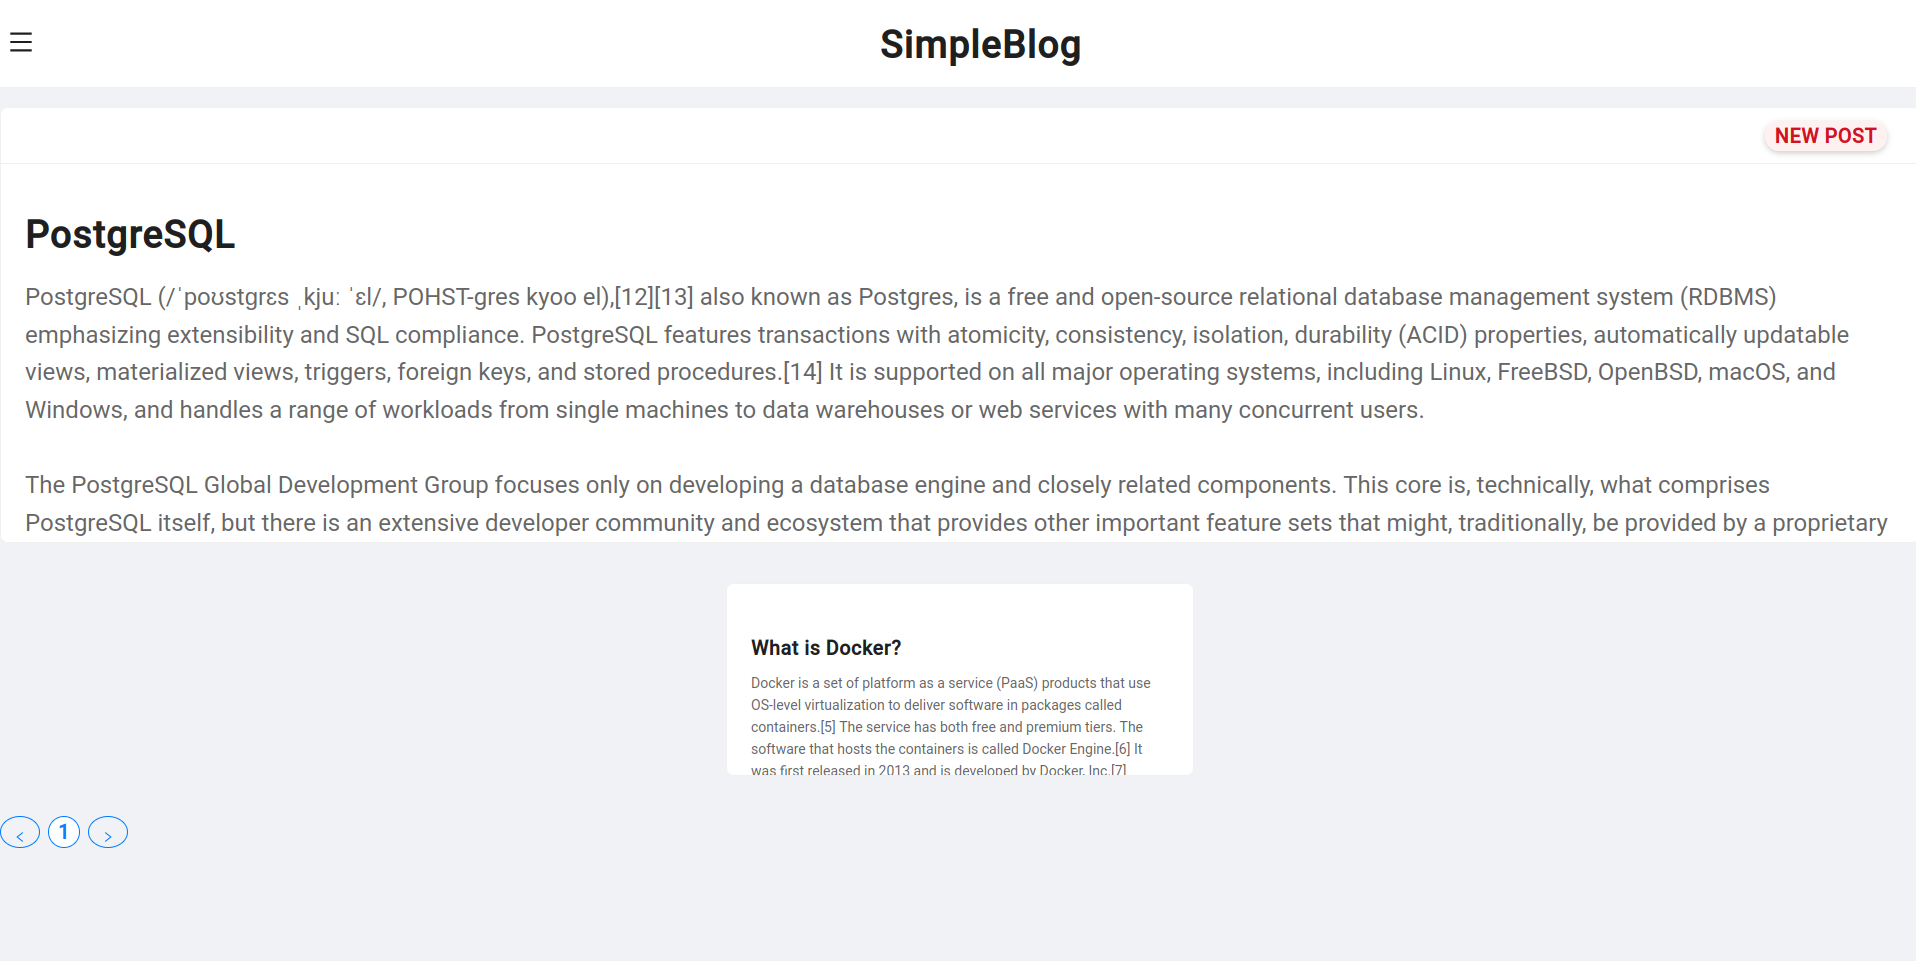 SimpleBlog
NEW POST
PostgreSQL
PostgreSQL (/ˈpoʊstɡrɛs ˌkjuː ˈɛl/, POHST-gres kyoo el),[12][13] also known as Postgres, is a free and open-source relational database management system (RDBMS)
emphasizing extensibility and SQL compliance. PostgreSQL features transactions with atomicity, consistency, isolation, durability (ACID) properties, automatically updatable
views, materialized views, triggers, foreign keys, and stored procedures.[14] It is supported on all major operating systems, including Linux, FreeBSD, OpenBSD, macOS, and
Windows, and handles a range of workloads from single machines to data warehouses or web services with many concurrent users.
The PostgreSQL Global Development Group focuses only on developing a database engine and closely related components. This core is, technically, what comprises
PostgreSQL itself, but there is an extensive developer community and ecosystem that provides other important feature sets that might, traditionally, be provided by a proprietary
What is Docker?
Docker is a set of platform as a service (PaaS) products that use
OS-level virtualization to deliver software in packages called
containers.[5] The service has both free and premium tiers. The
software that hosts the containers is called Docker Engine.[6] It
was first released in 2013 and is developed by Docker, Inc.[7]
< 1 >